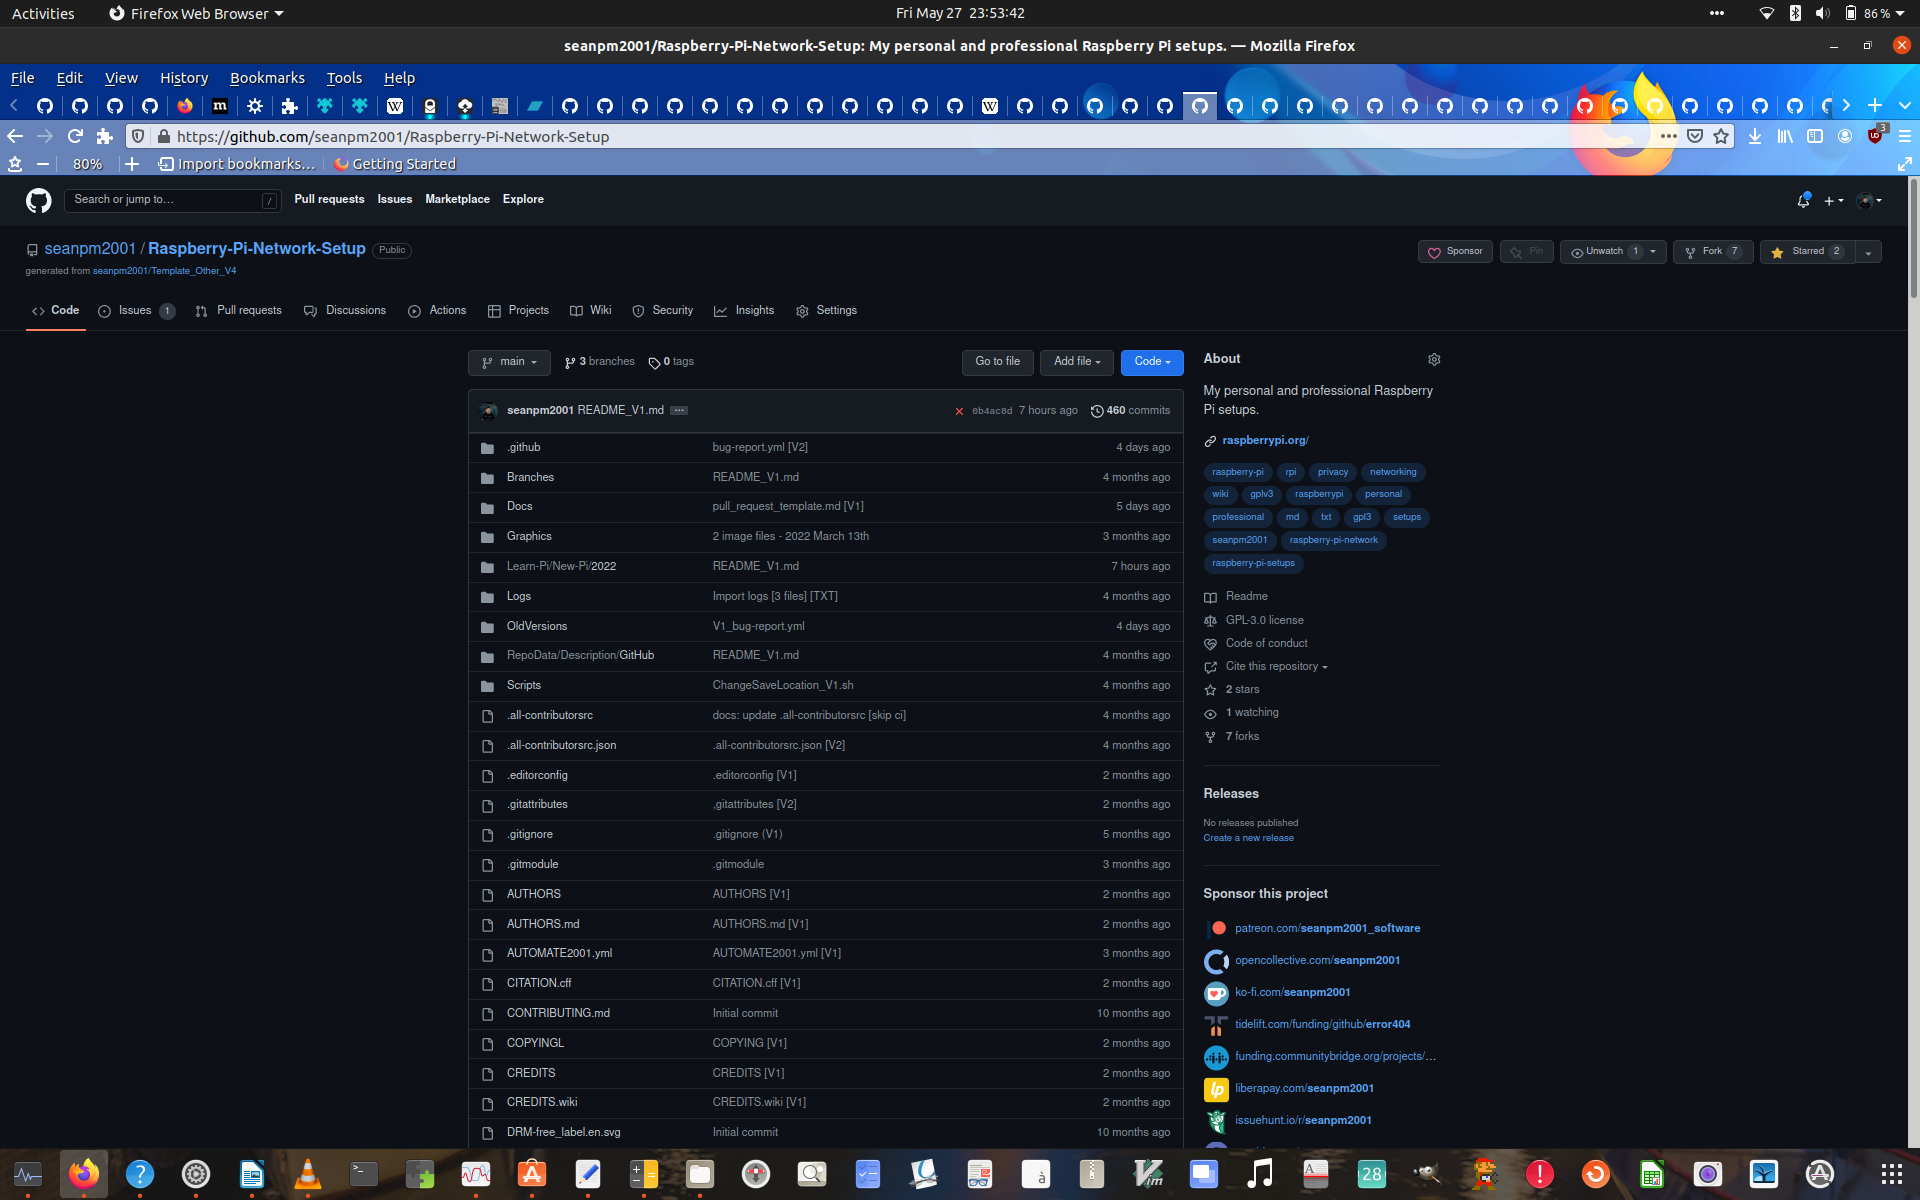 Activities Firefox Web Browser Fri May 27 23:53:42 86 %
seanpm2001/Raspberry-Pi-Network-Setup: My personal and professional Raspberry Pi setups. — Mozilla Firefox
File Edit View History Bookmarks Tools Help
https://github.com/seanpm2001/Raspberry-Pi-Network-Setup 3
80% Import bookmarks… Getting Started
Search or jump to… / Pull requests Issues Marketplace Explore
seanpm2001 / Raspberry-Pi-Network-Setup Public Sponsor Pin Unwatch 1 Fork 7 Starred 2
generated from seanpm2001/Template_Other_V4
Code Issues 1 Pull requests Discussions Actions Projects Wiki Security Insights Settings
main 3 branches 0 tags Go to file Add file Code
seanpm2001 README_V1.md ... 0b4ac8d 7 hours ago 460 commits
.github bug-report.yml [V2] 4 days ago
Branches README_V1.md 4 months ago
Docs pull_request_template.md [V1] 5 days ago
Graphics 2 image files - 2022 March 13th 3 months ago
Learn-Pi/New-Pi/2022 README_V1.md 7 hours ago
Logs Import logs [3 files] [TXT] 4 months ago
OldVersions V1_bug-report.yml 4 days ago
RepoData/Description/GitHub README_V1.md 4 months ago
Scripts ChangeSaveLocation_V1.sh 4 months ago
.all-contributorsrc docs: update .all-contributorsrc [skip ci] 4 months ago
.all-contributorsrc.json .all-contributorsrc.json [V2] 4 months ago
.editorconfig .editorconfig [V1] 2 months ago
.gitattributes ,gitattributes [V2] 2 months ago
.gitignore .gitignore (V1) 5 months ago
.gitmodule .gitmodule 3 months ago
AUTHORS AUTHORS [V1] 2 months ago
AUTHORS.md AUTHORS.md [V1] 2 months ago
AUTOMATE2001.yml AUTOMATE2001.yml [V1] 3 months ago
CITATION.cff CITATION.cff [V1] 2 months ago
CONTRIBUTING.md Initial commit 10 months ago
COPYINGL COPYING [V1] 2 months ago
CREDITS CREDITS [V1] 2 months ago
CREDITS.wiki CREDITS.wiki [V1] 2 months ago
DRM-free_label.en.svg Initial commit 10 months ago
About
My personal and professional Raspberry
Pi setups.
raspberrypi.org/
raspberry-pi rpi privacy networking
wiki gplv3 raspberrypi personal
professional md txt gpl3 setups
seanpm2001 raspberry-pi-network
raspberry-pi-setups
Readme
GPL-3.0 license
Code of conduct
Cite this repository
2 stars
1 watching
7 forks
Releases
No releases published
Create a new release
Sponsor this project
patreon.com/seanpm2001_software
opencollective.com/seanpm2001
ko-fi.com/seanpm2001
tidelift.com/funding/github/error404
funding.communitybridge.org/projects/…
liberapay.com/seanpm2001
issuehunt.io/r/seanpm2001
28